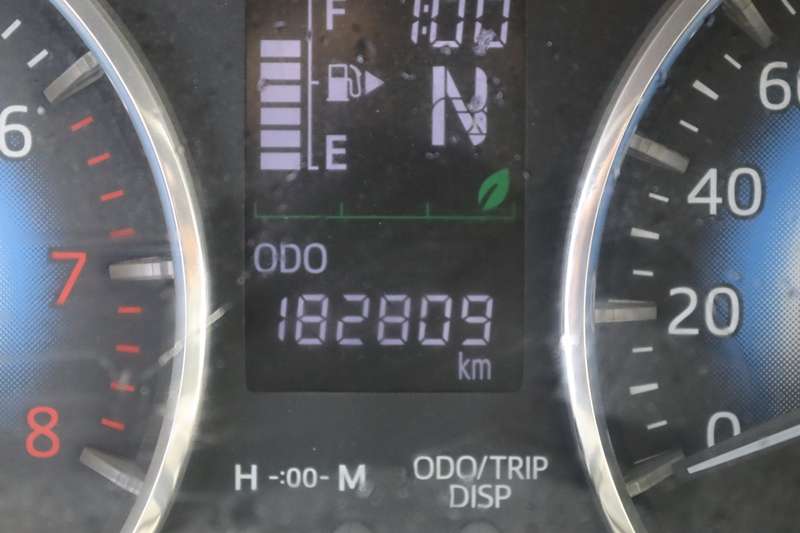 F
1:00
N
E
ODO
182809
km
6
7
8
60
40
20
0
H -:00- M
ODO/TRIP
DISP